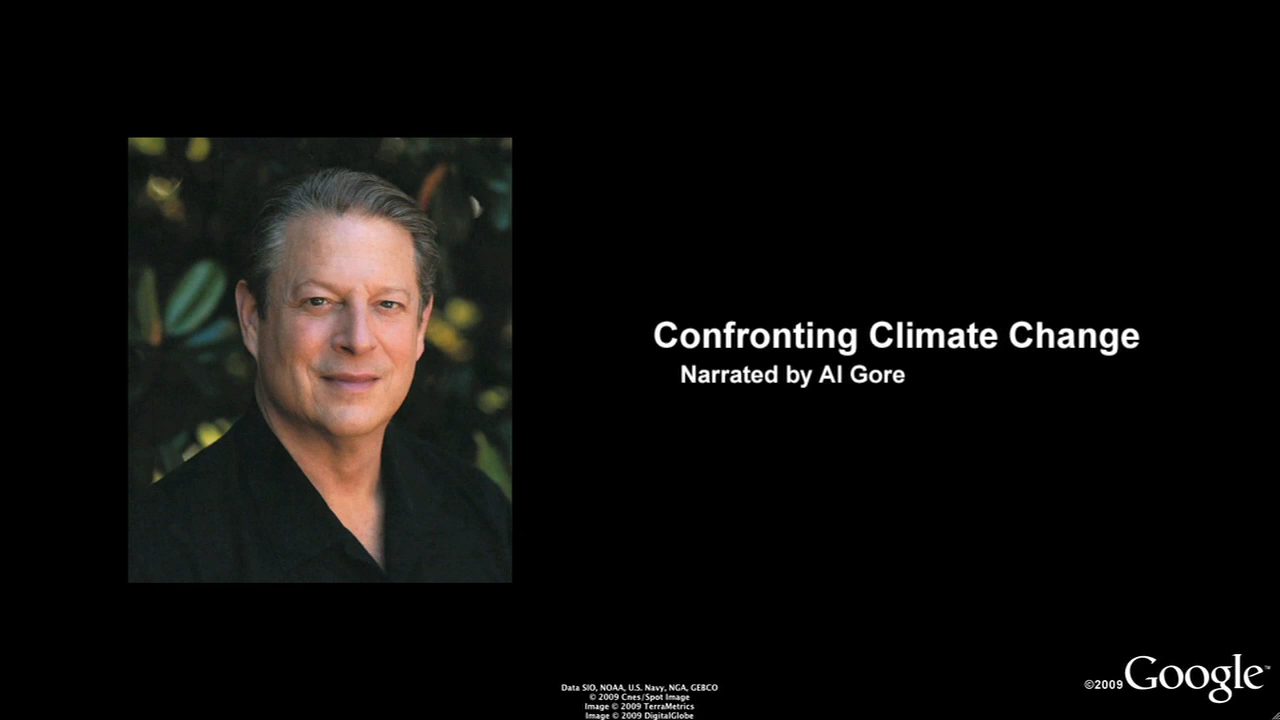 Confronting Climate Change
Narrated by Al Gore
Data SIO, NOAA, U.S. Navy, NGA, GEBCO
© 2009 Cnes/Spot Image
Image © 2009 TerraMetrics
Image © 2009 DigitalGlobe
©2009 Google™